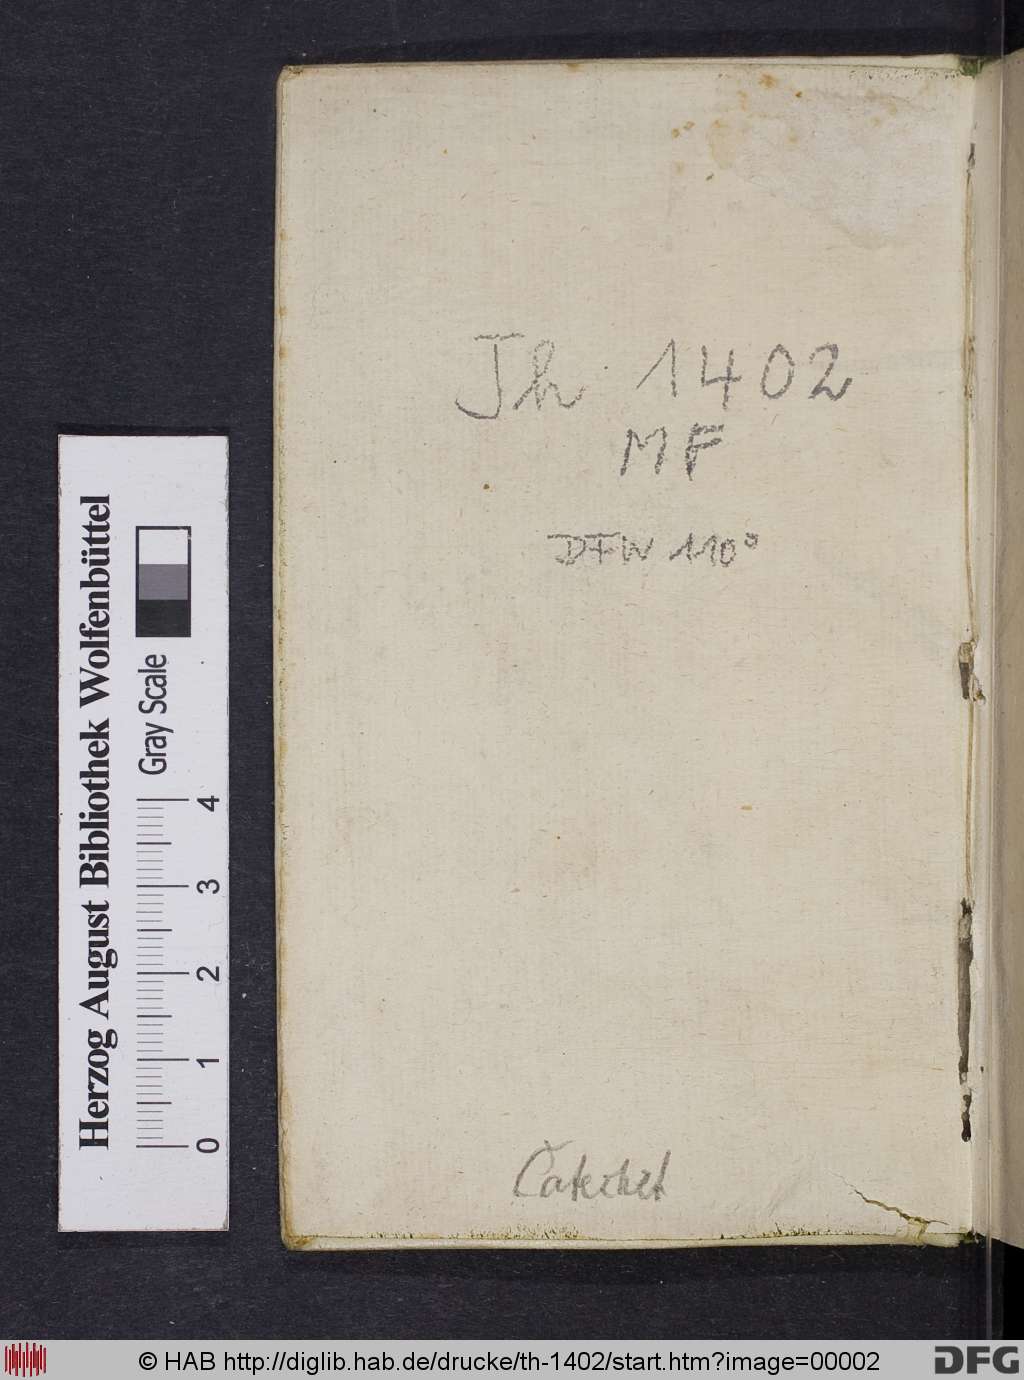 Th 1402
MF
DFW 110°
Catechet
Herzog August Bibliothek Wolfenbüttel
Gray Scale
0 1 2 3 4
© HAB http://diglib.hab.de/drucke/th-1402/start.htm?image=00002
DFG